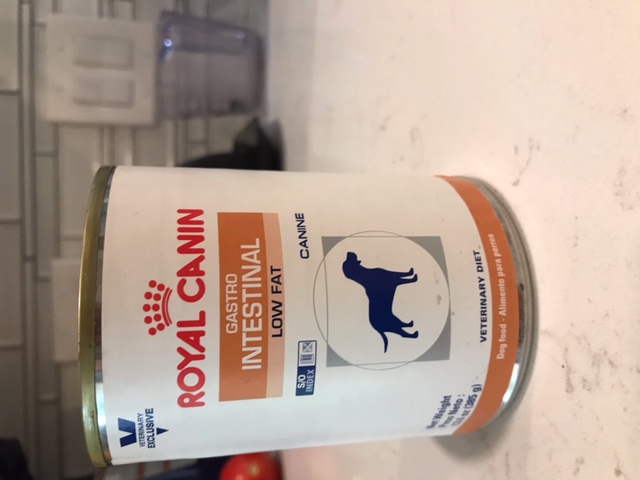 VETERINARY
EXCLUSIVE
ROYAL CANIN
GASTRO
INTESTINAL
LOW FAT
CANINE
S/O
INDEX
VETERINARY DIET
Dog food - Alimento para perros
Net Weight
Peso Neto :
(385 g)